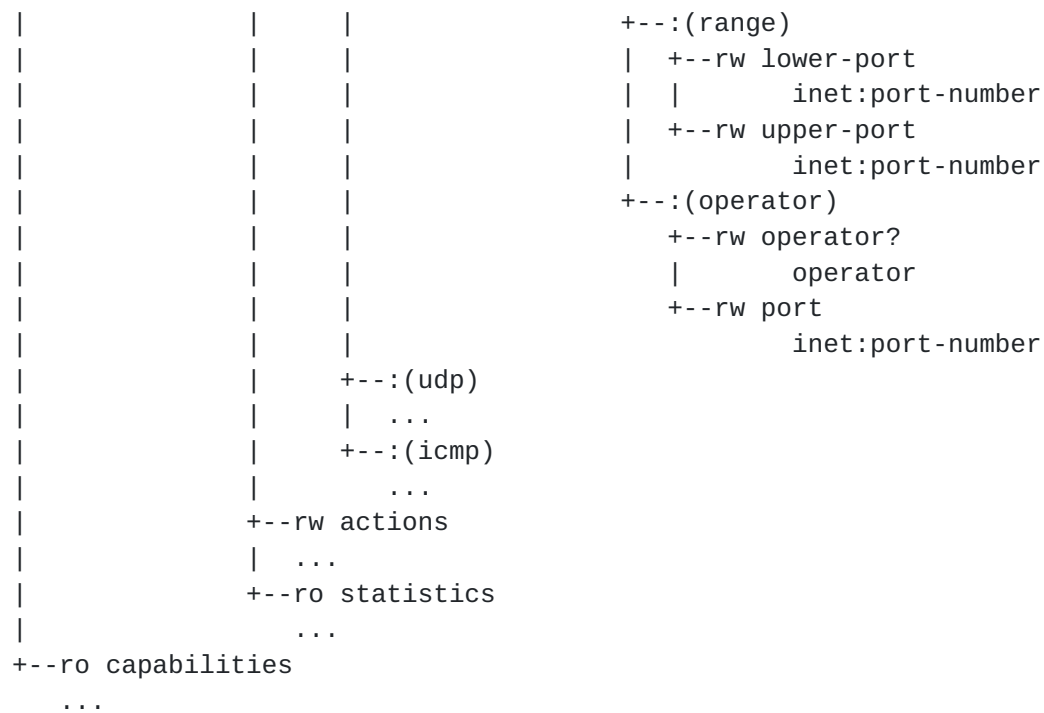 |              |     |                 +--:(range)
|              |     |                 |  +--rw lower-port
|              |     |                 |  |       inet:port-number
|              |     |                 |  +--rw upper-port
|              |     |                 |          inet:port-number
|              |     |                 +--:(operator)
|              |     |                    +--rw operator?
|              |     |                    |       operator
|              |     |                    +--rw port
|              |     |                            inet:port-number
|              |     +--:(udp)
|              |     |  ...
|              |     +--:(icmp)
|              |        ...
|              +--rw actions
|              |  ...
|              +--ro statistics
|                 ...
+--ro capabilities
   ...